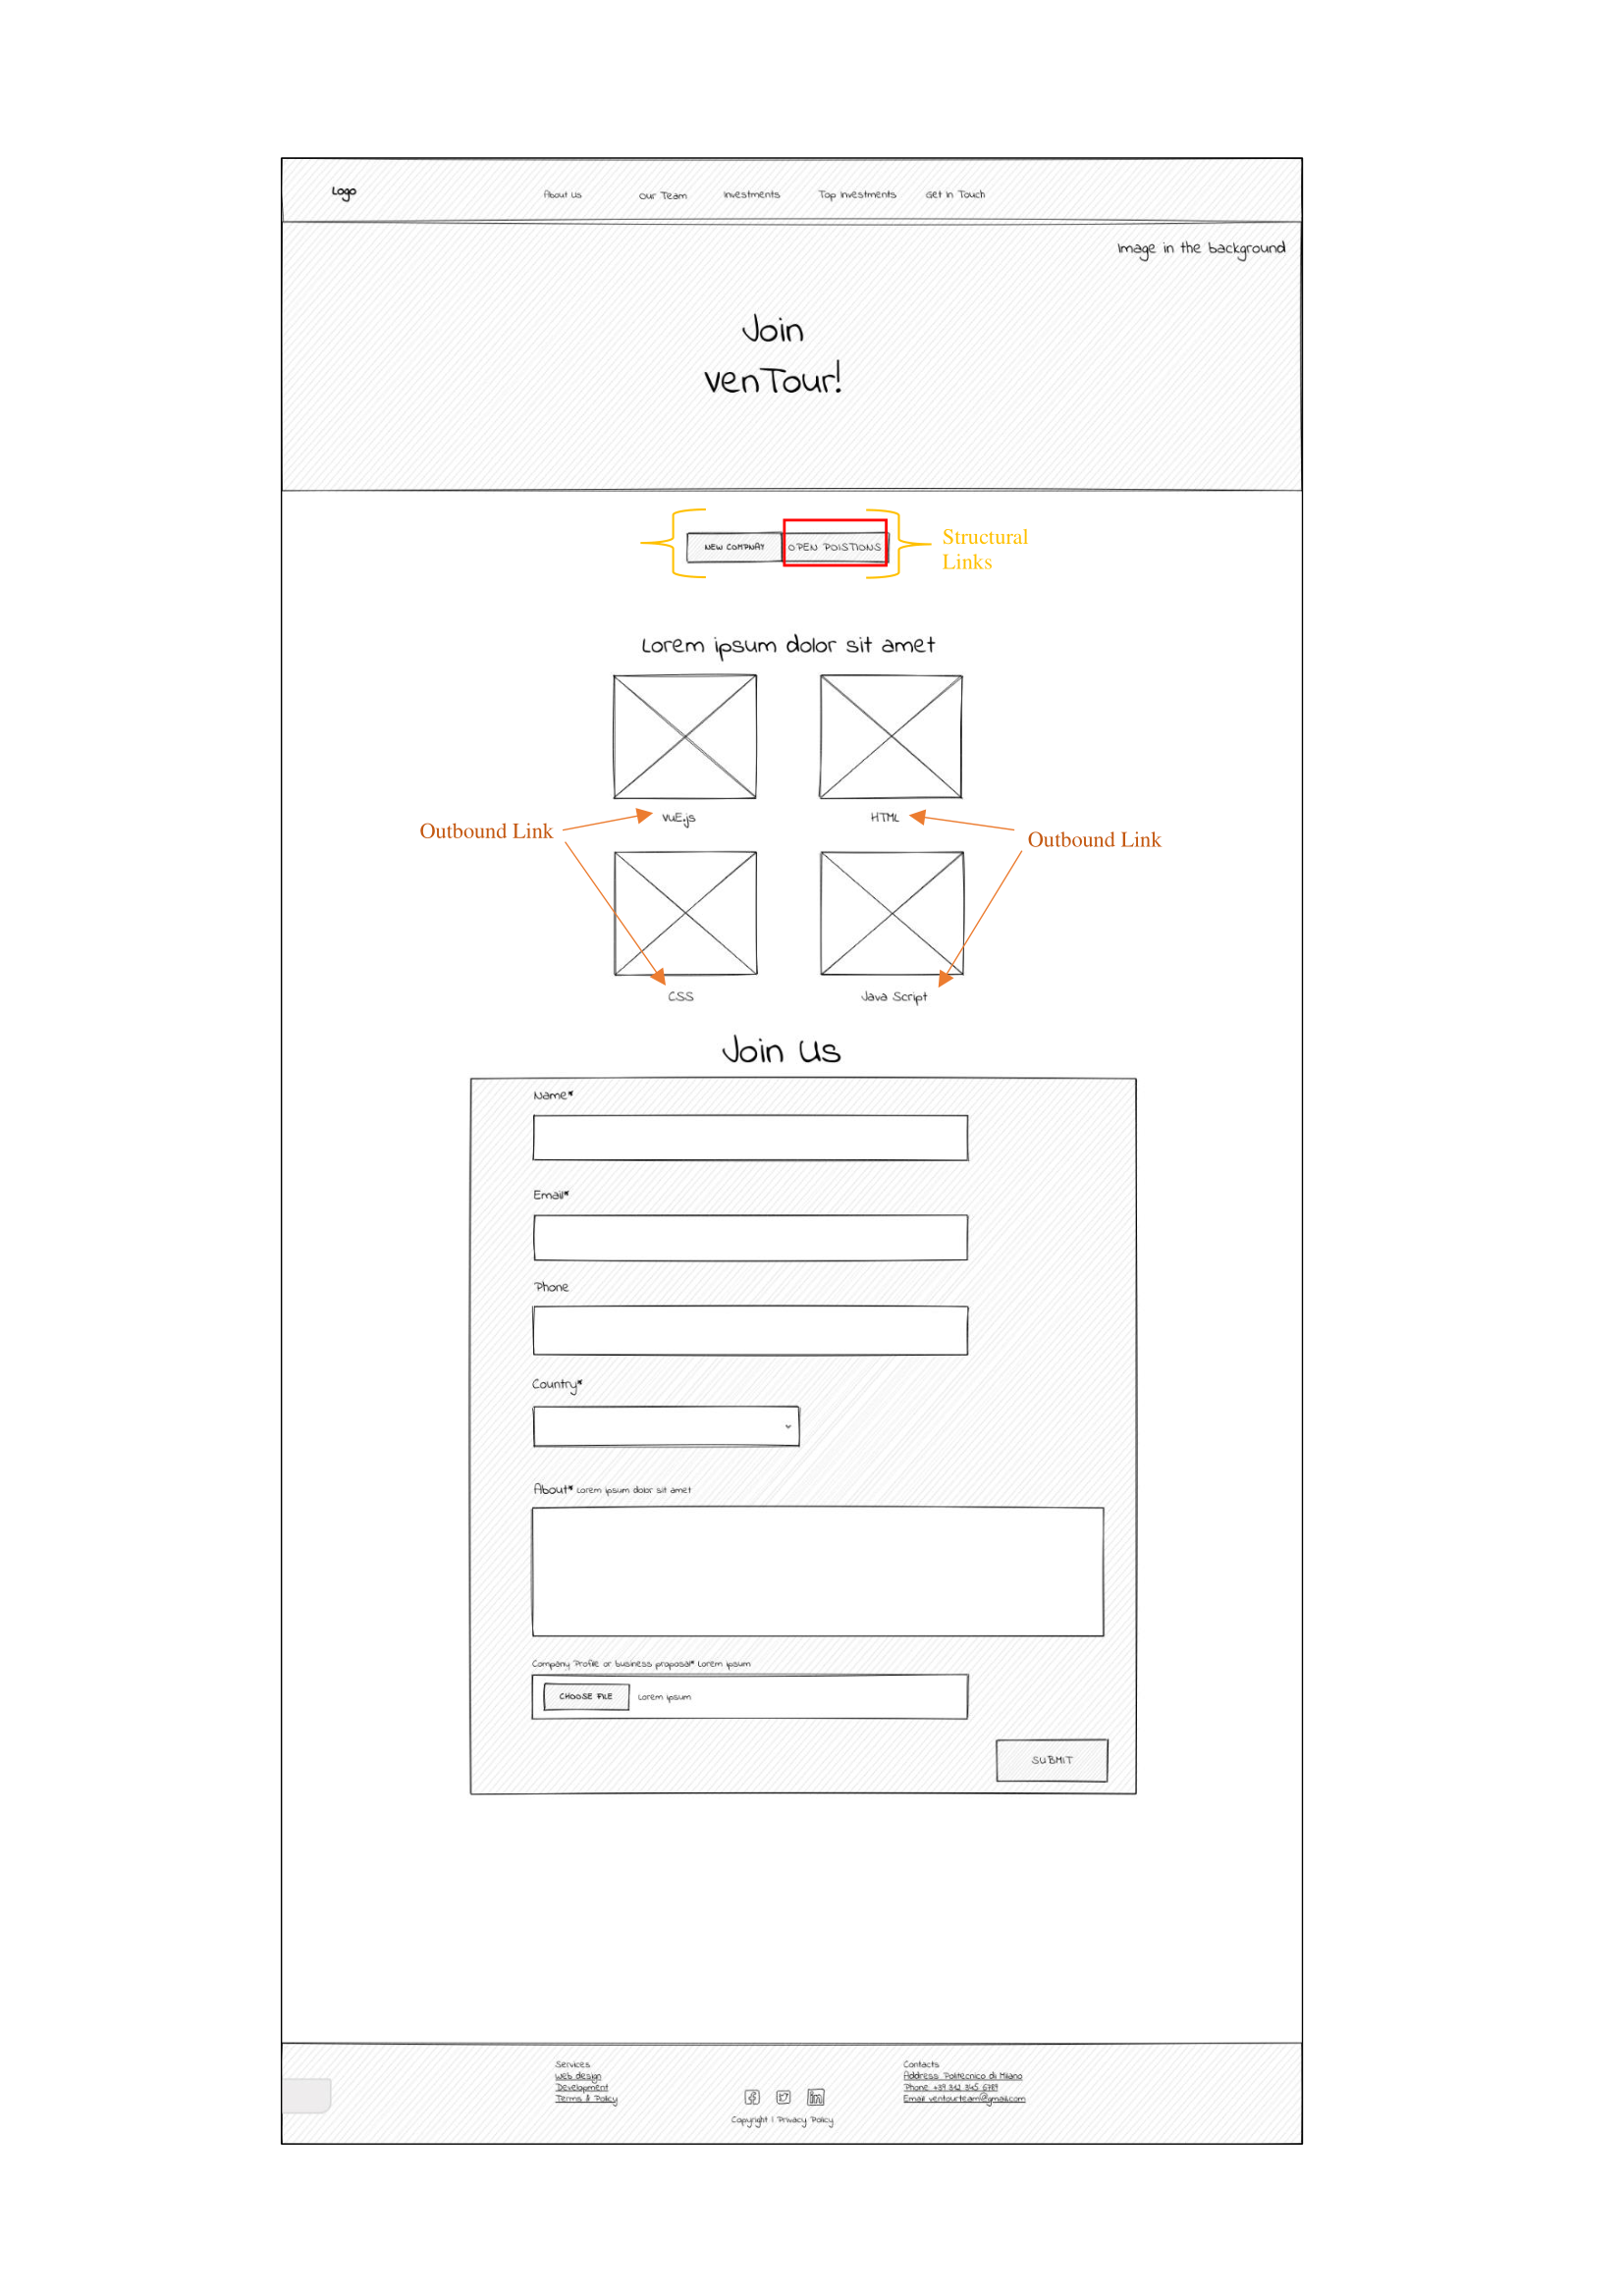 Logo
About us
Our Team
Investments
Top Investments
Get In Touch
Image in the background
Join
VenTour!
NEW COMPNAY
OPEN POISTIONS
Structural
Links
Lorem ipsum dolor sit amet
VuE.js
HTML
Outbound Link
Outbound Link
CSS
Java Script
Join Us
Name*
Email*
Phone
Country*
About* Lorem ipsum dolor sit amet
Company Profile or business proposal* Lorem ipsum
CHOOSE FILE
Lorem ipsum
SUBMIT
Services
Web design
Development
Terms & Policy
Copyright | Privacy Policy
Contacts
Address Politecnico di Milano
Phone +39 312 345 6789
Email ventourteam@gmail.com